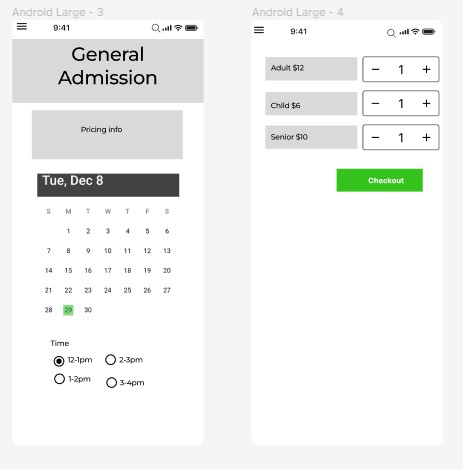 Android Large - 3
9:41
General
Admission
Pricing info
Tue, Dec 8
S M T W T F S
1 2 3 4 5 6
7 8 9 10 11 12 13
14 15 16 17 18 19 20
21 22 23 24 25 26 27
28 29 30
Time
12-1pm 2-3pm
1-2pm 3-4pm
Android Large - 4
9:41
Adult $12 − 1 +
Child $6 − 1 +
Senior $10 − 1 +
Checkout